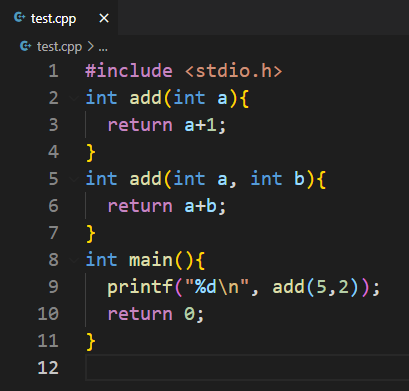 test.cpp ×
test.cpp > ...
1 #include <stdio.h>
2 int add(int a){
3   return a+1;
4 }
5 int add(int a, int b){
6   return a+b;
7 }
8 int main(){
9   printf("%d\n", add(5,2));
10   return 0;
11 }
12